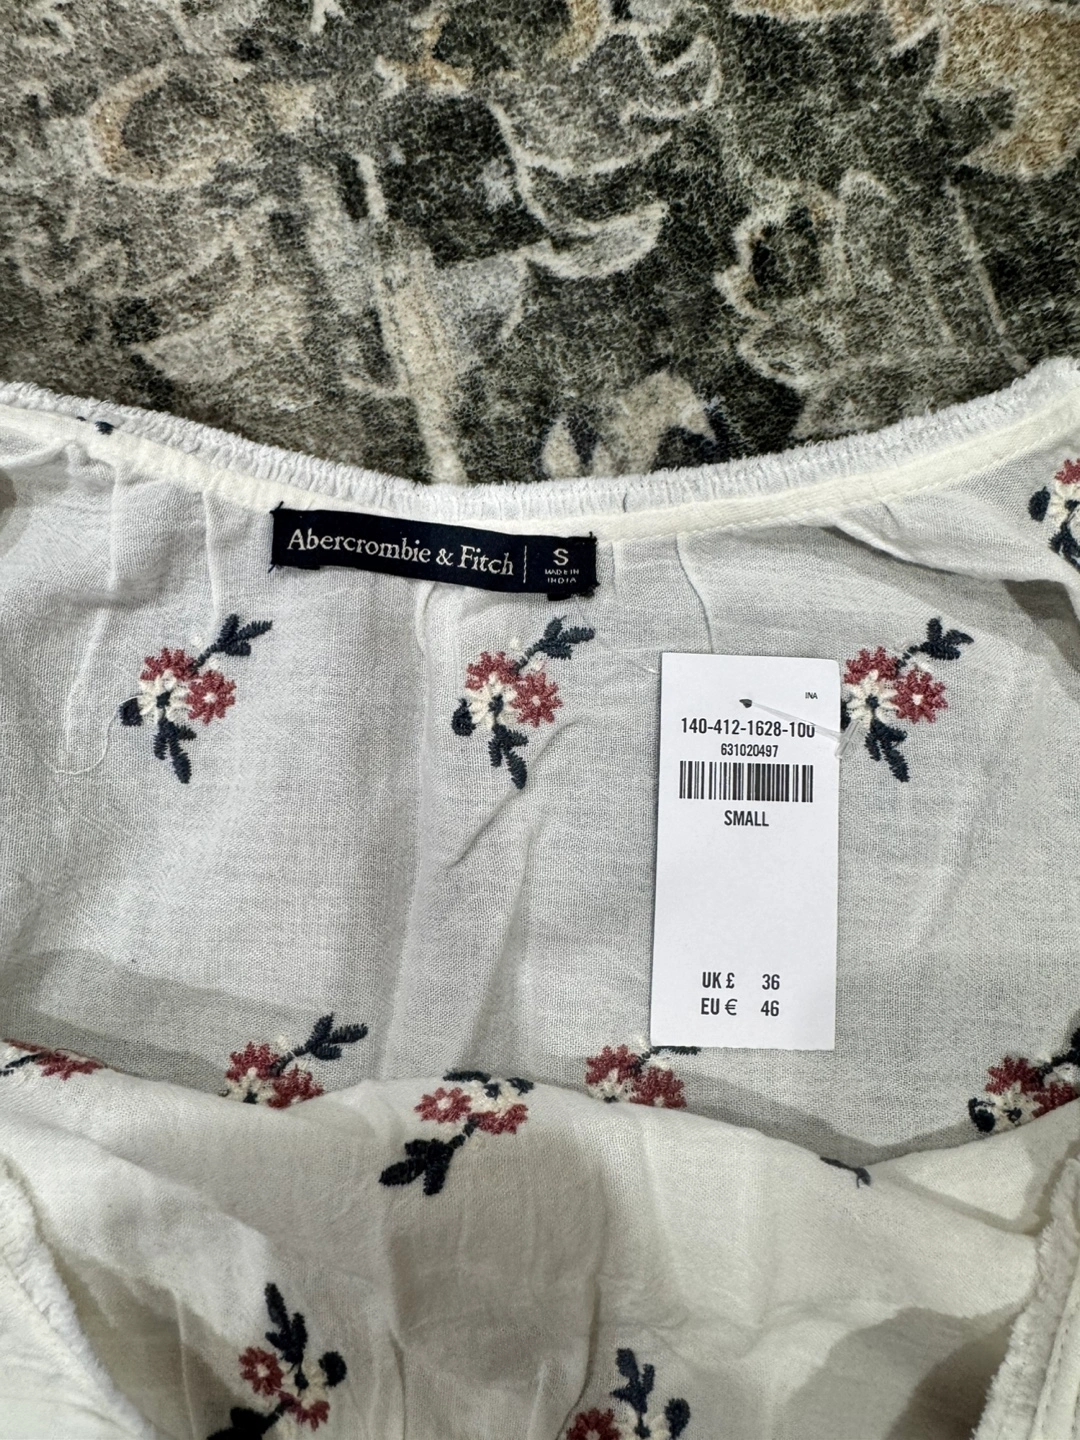 Abercrombie & Fitch
S
MADE IN
INDIA
INA
140-412-1628-100
631020497
SMALL
UK £ 36
EU € 46